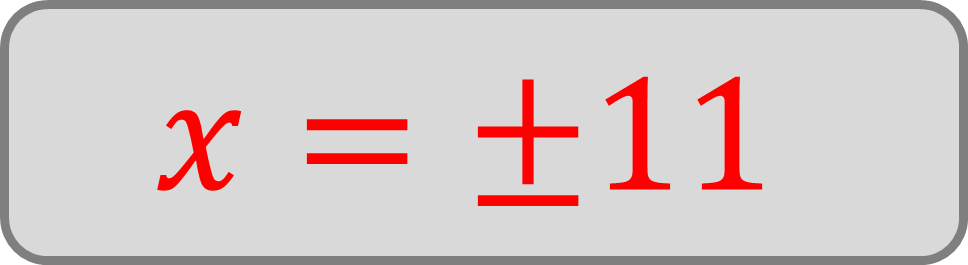 x = ±11